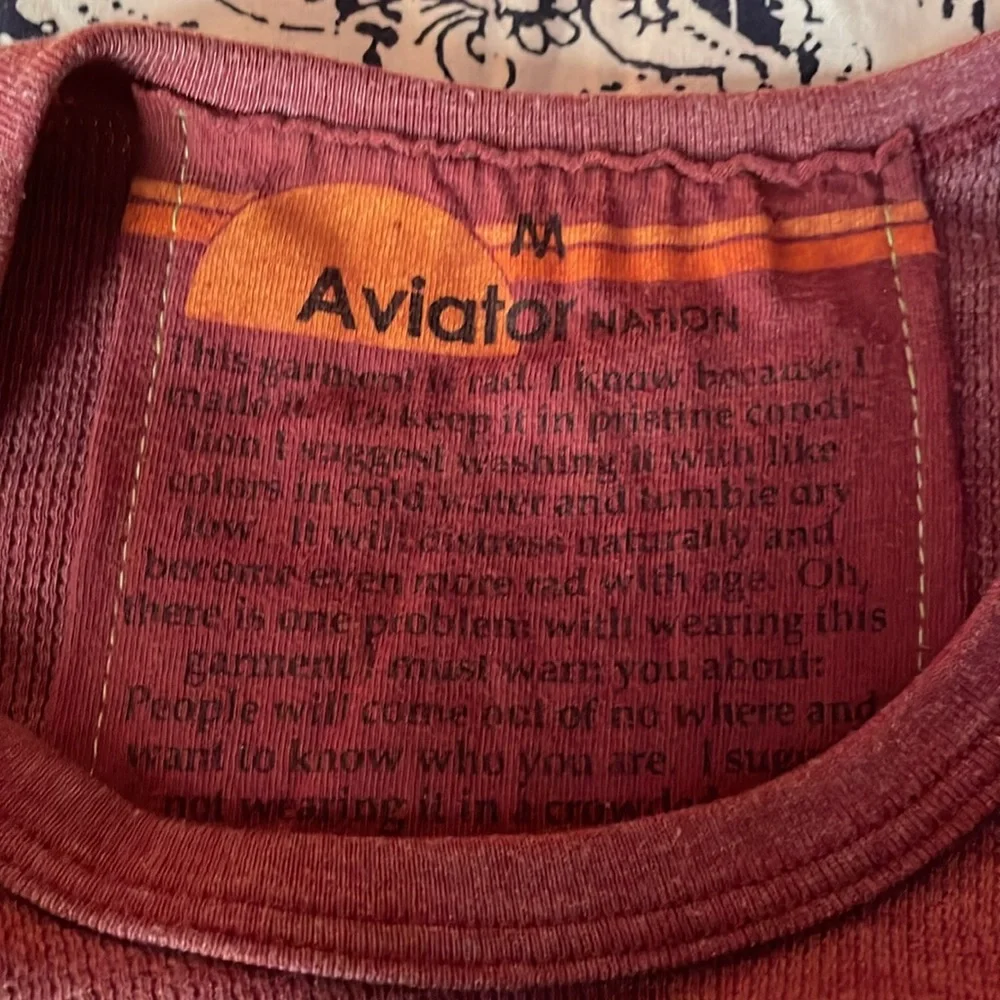 M
Aviator NATION
This garment is rad. I know because I
made it. To keep it in pristine condi-
tion I suggest washing it with like
colors in cold water and tumble dry
low. It will distress naturally and
become even more rad with age. Oh,
there is one problem with wearing this
garment I must warn you about:
People will come out of no where and
want to know who you are. I
not wearing it in a